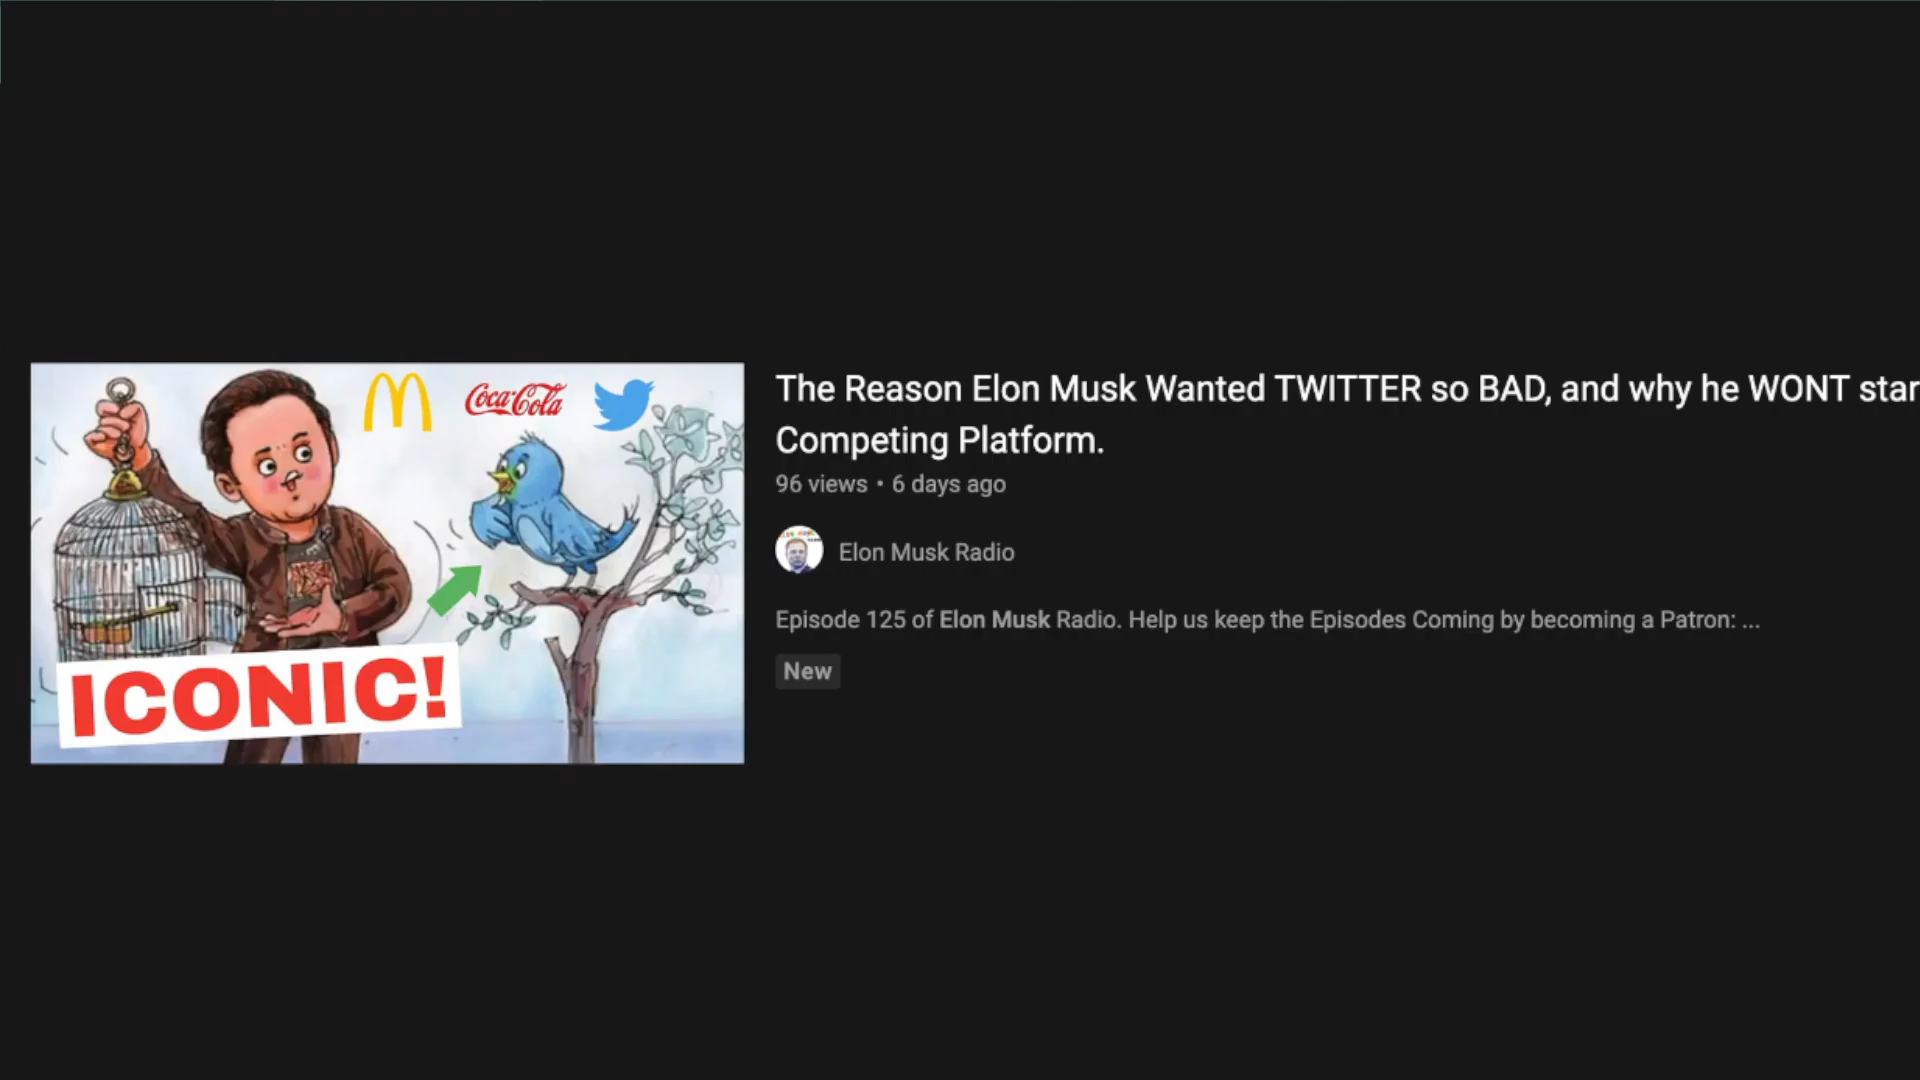 Coca-Cola
ICONIC!
The Reason Elon Musk Wanted TWITTER so BAD, and why he WONT star
Competing Platform.
96 views • 6 days ago
Elon Musk Radio
Episode 125 of Elon Musk Radio. Help us keep the Episodes Coming by becoming a Patron: ...
New